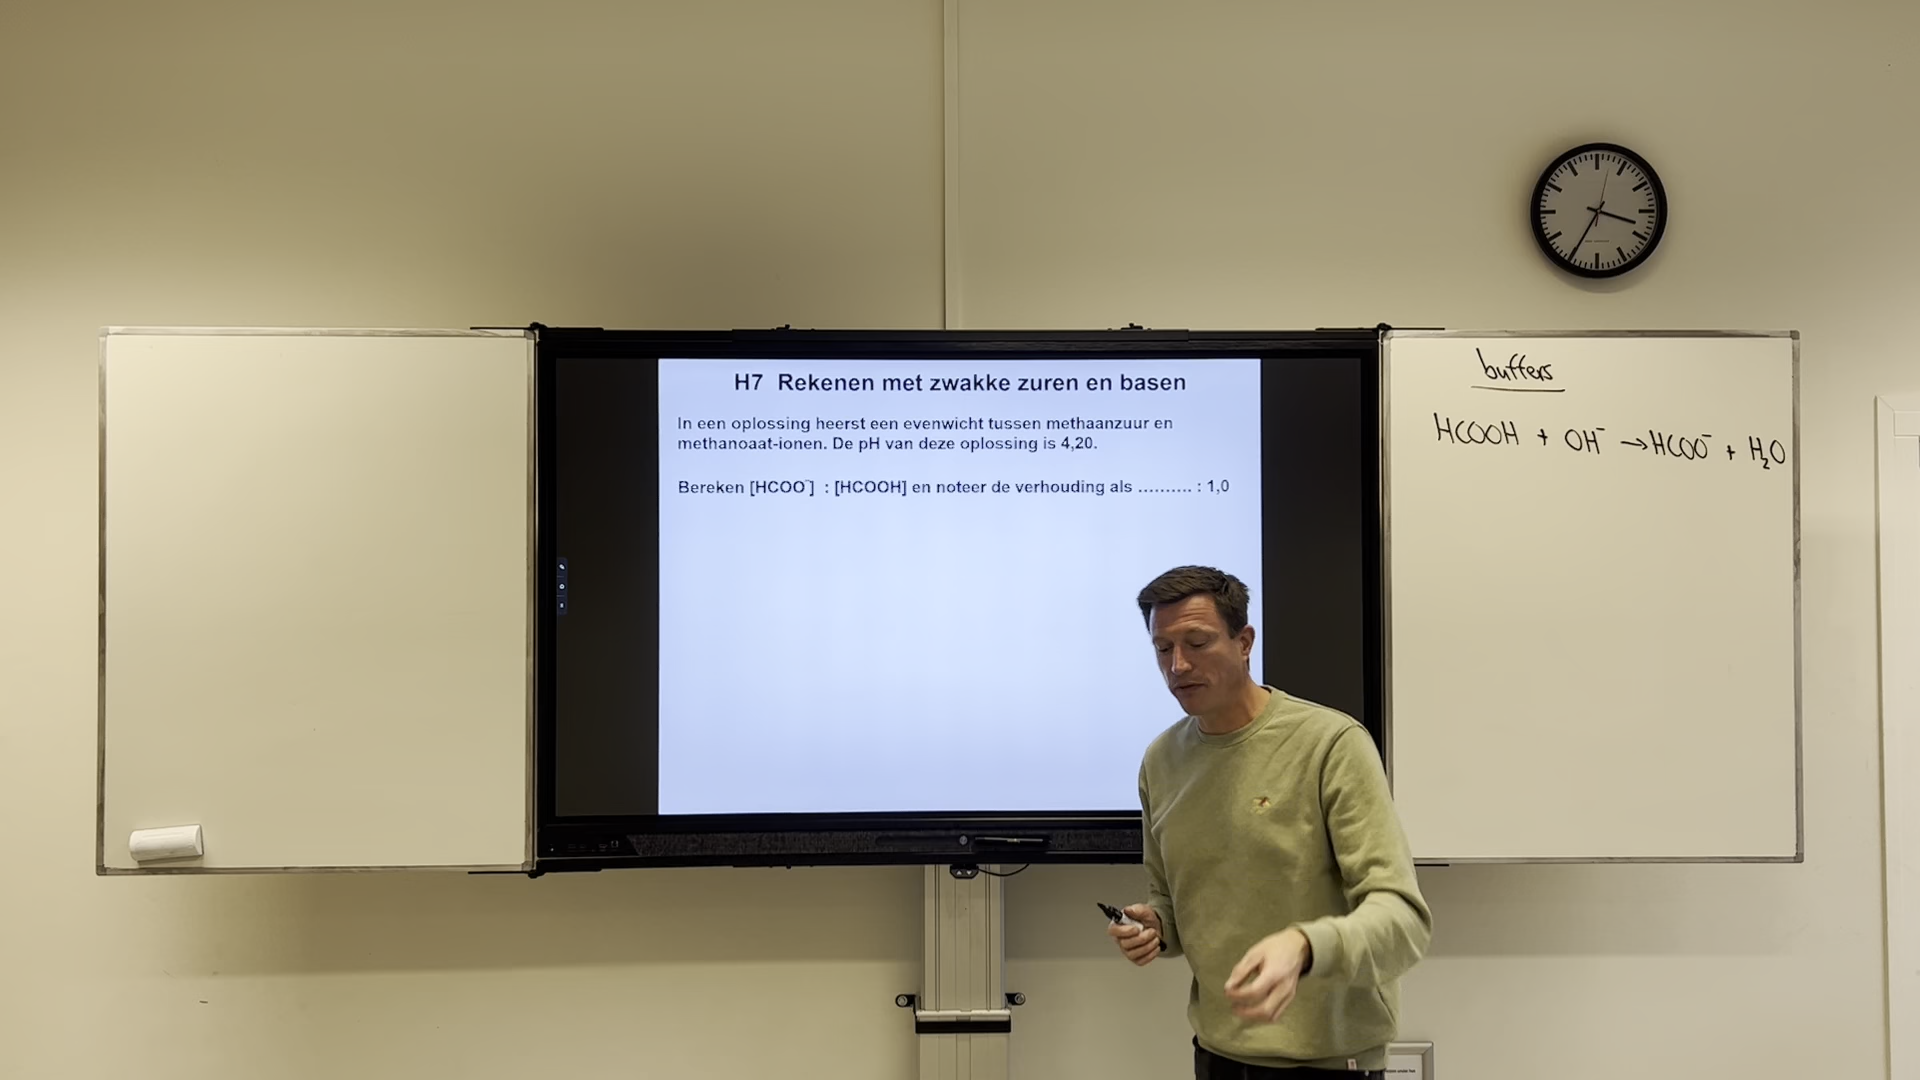 H7 Rekenen met zwakke zuren en basen
In een oplossing heerst een evenwicht tussen methaanzuur en
methanoaat-ionen. De pH van deze oplossing is 4,20.
Bereken [HCOO⁻] : [HCOOH] en noteer de verhouding als .......... : 1,0
buffers
HCOOH + OH⁻ → HCOO⁻ + H₂O